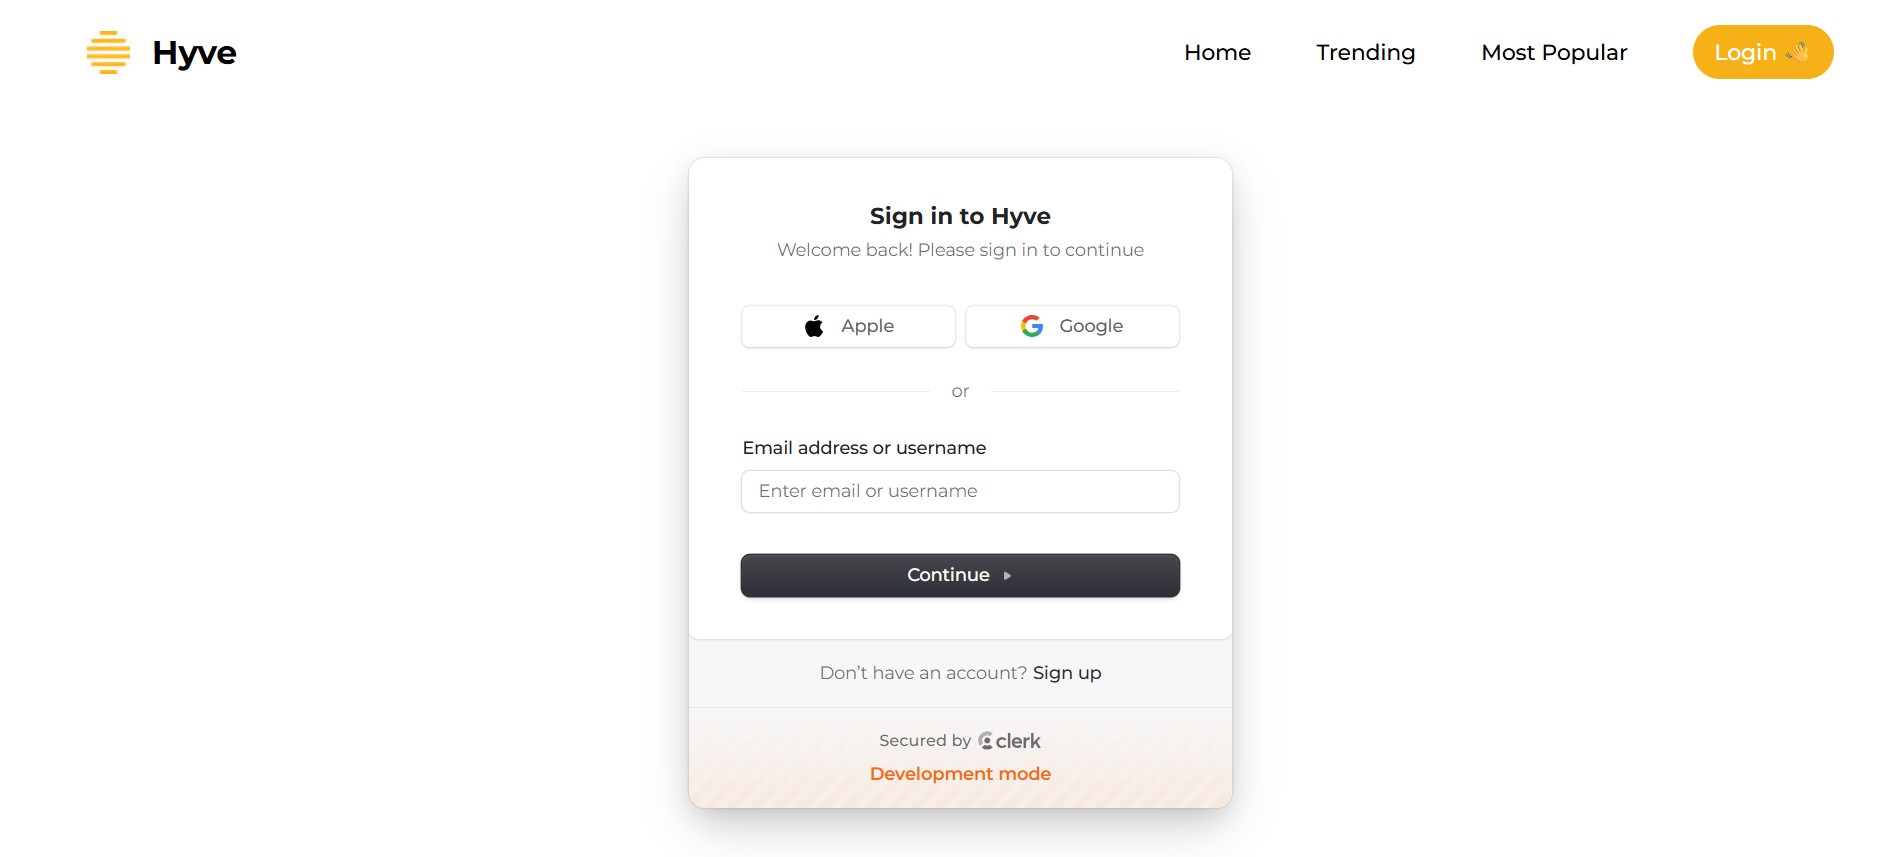 Hyve
Home
Trending
Most Popular
Login 👋
Sign in to Hyve
Welcome back! Please sign in to continue
Apple
Google
or
Email address or username
Enter email or username
Continue
Don’t have an account? Sign up
Secured by clerk
Development mode